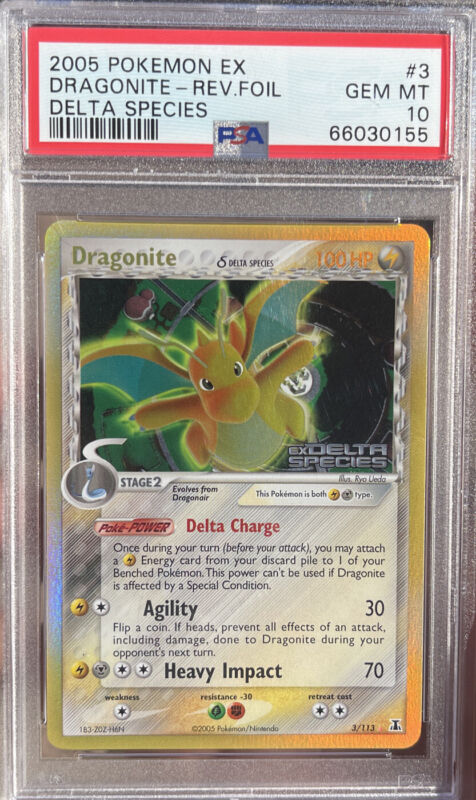 2005 POKEMON EX #3
DRAGONITE-REV.FOIL GEM MT
DELTA SPECIES 10
PSA 66030155
Dragonite δ DELTA SPECIES 100 HP
EX DELTA
SPECIES
Illus. Ryo Ueda
STAGE 2 Evolves from
Dragonair
This Pokémon is both type.
Poké-POWER Delta Charge
Once during your turn (before your attack), you may attach
a Energy card from your discard pile to 1 of your
Benched Pokémon. This power can't be used if Dragonite
is affected by a Special Condition.
Agility 30
Flip a coin. If heads, prevent all effects of an attack,
including damage, done to Dragonite during your
opponent's next turn.
Heavy Impact 70
weakness resistance -30 retreat cost
183-Z0Z-H6N ©2005 Pokémon/Nintendo 3/113